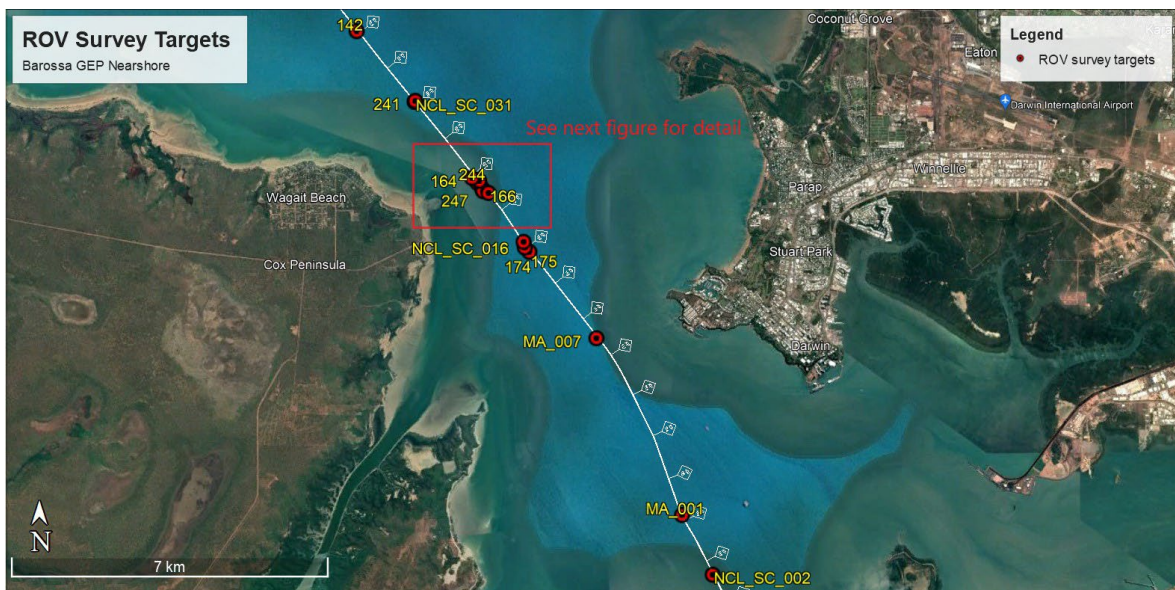 ROV Survey Targets
Barossa GEP Nearshore
142
Coconut Grove
Eaton
Legend
ROV survey targets
Darwin International Airport
241
NCL_SC_031
See next figure for detail
Winnellie
164
244
247
166
Wagait Beach
Parap
NCL_SC_016
174
175
Cox Peninsula
Stuart Park
MA_007
Darwin
MA_001
NCL_SC_002
N
7 km